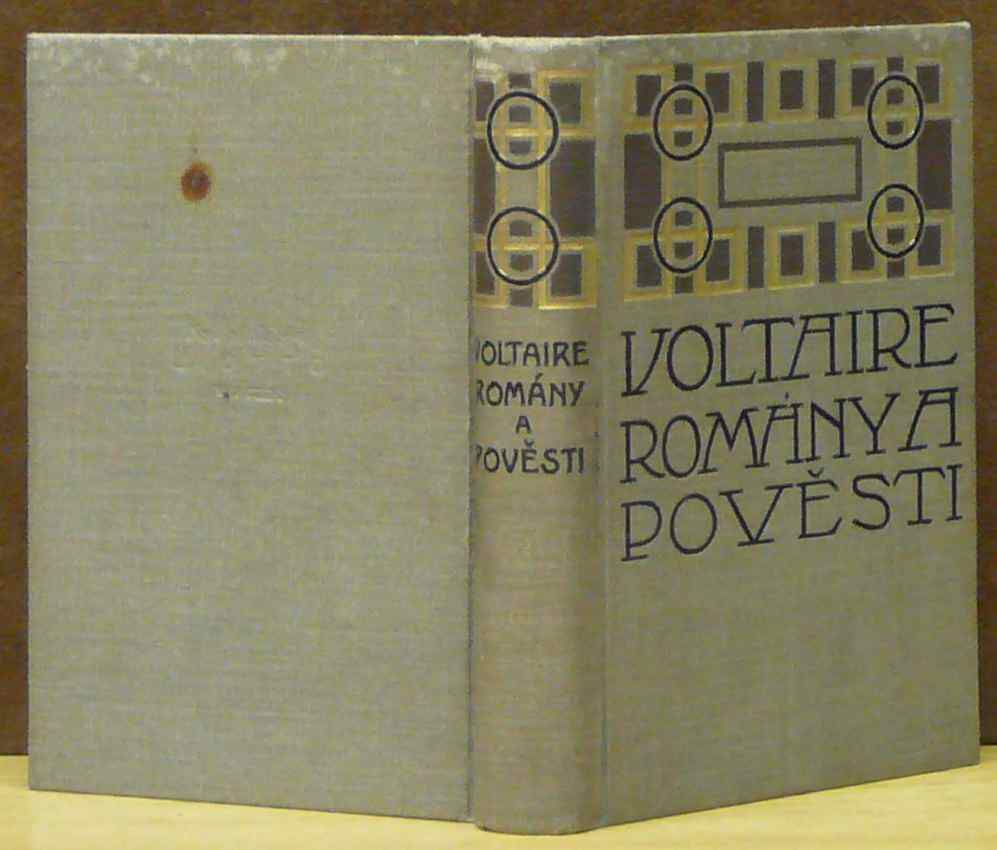 VOLTAIRE
ROMÁNY
A
POVĚSTI
VOLTAIRE
ROMÁNY A
POVĚSTI